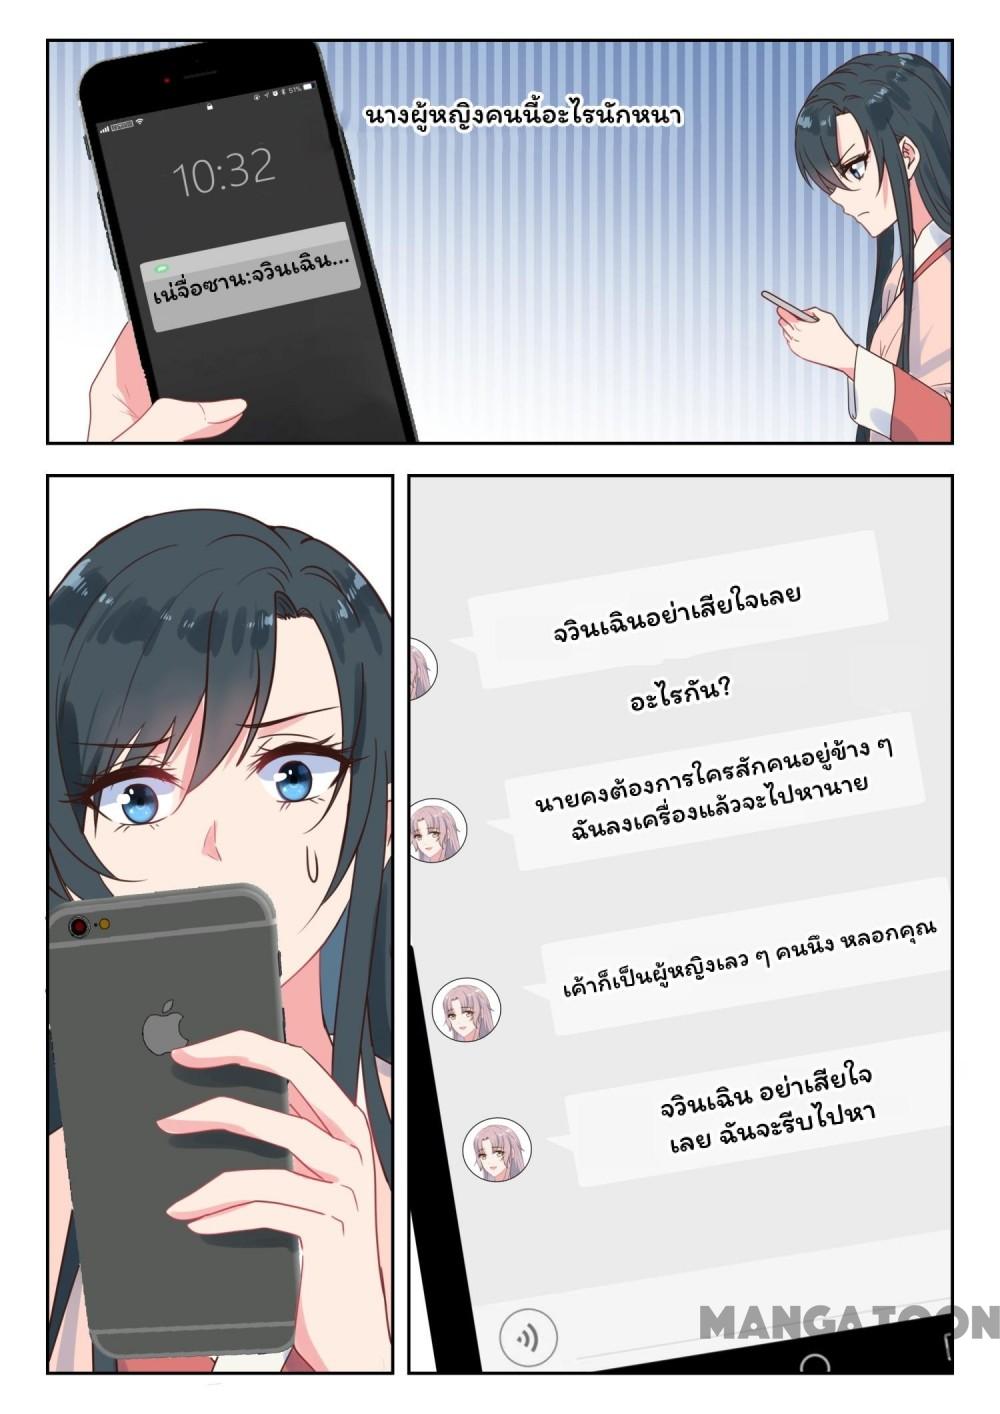 นางผู้หญิงคนนี้อะไรนักหนา
51%
10:32
เน่จื่อซาน:จวินเฉิน...
จวินเฉินอย่าเสียใจเลย
อะไรกัน?
นายคงต้องการใครสักคนอยู่ข้าง ๆ
ฉันลงเครื่องแล้วจะไปหานาย
เค้าก็เป็นผู้หญิงเลว ๆ คนนึง หลอกคุณ
จวินเฉิน อย่าเสียใจ
เลย ฉันจะรีบไปหา
MANGATOON